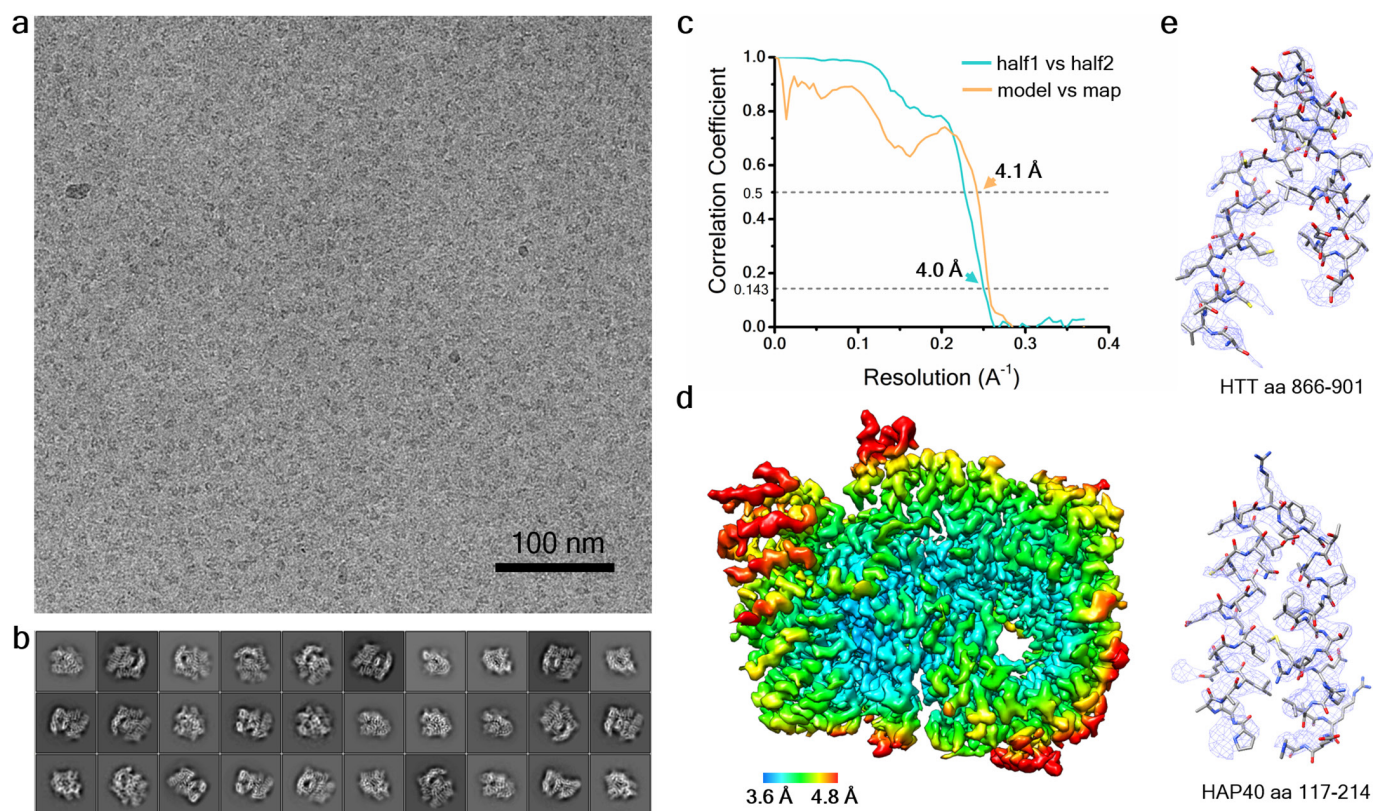 a
100 nm
b
c
Correlation Coefficient
1.0
0.8
0.6
0.5
0.4
0.2
0.143
0.0
half1 vs half2
model vs map
4.1 Å
4.0 Å
0.0 0.1 0.2 0.3 0.4
Resolution (A⁻¹)
d
3.6 Å 4.8 Å
e
HTT aa 866-901
HAP40 aa 117-214